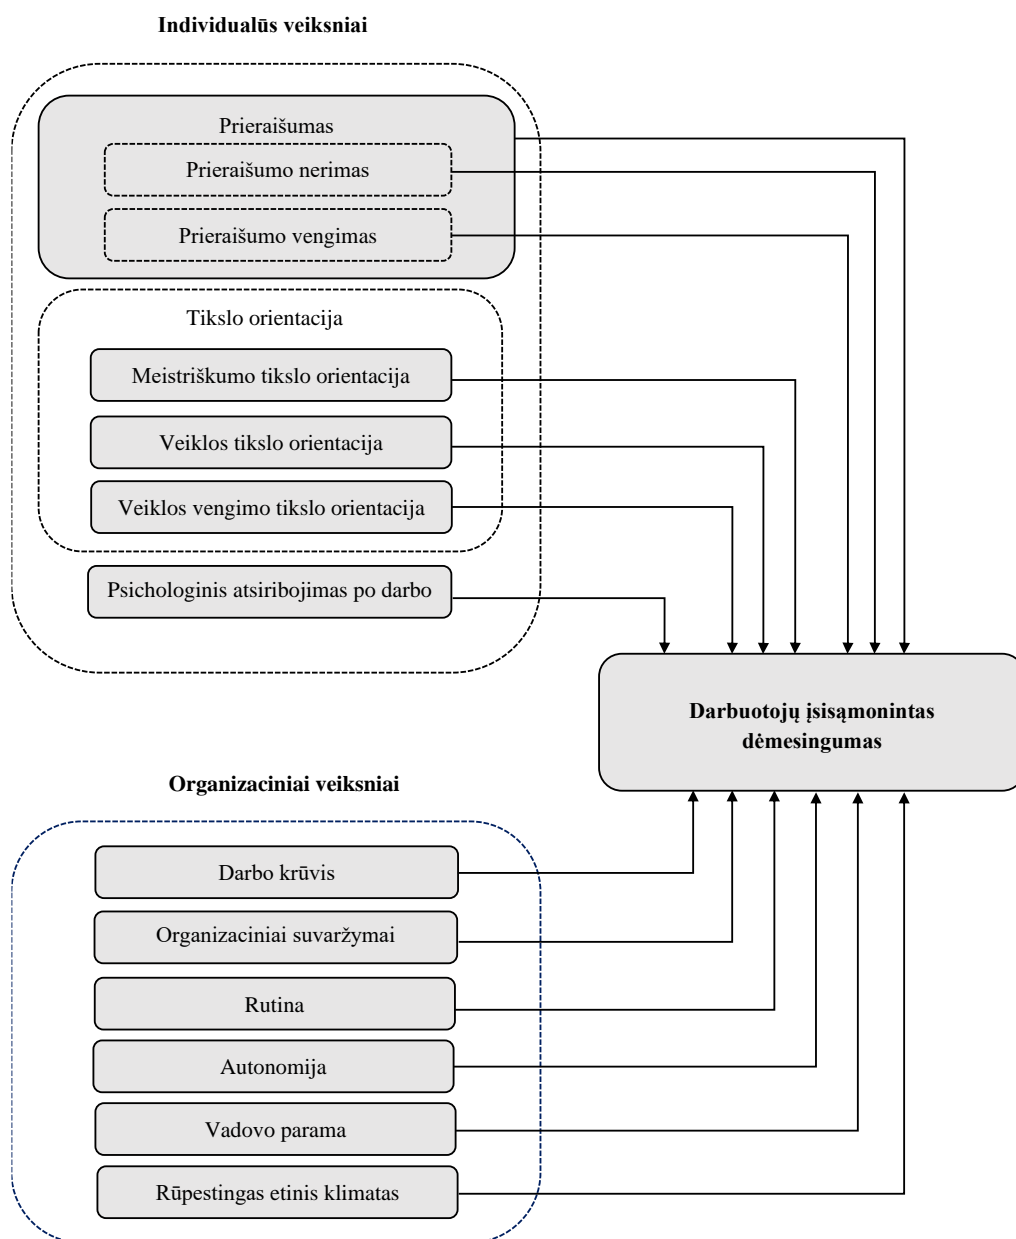 Individualūs veiksniai
Prieraišumas
Prieraišumo nerimas
Prieraišumo vengimas
Tikslo orientacija
Meistriškumo tikslo orientacija
Veiklos tikslo orientacija
Veiklos vengimo tikslo orientacija
Psichologinis atsiribojimas po darbo
Darbuotojų įsisąmonintas
dėmesingumas
Organizaciniai veiksniai
Darbo krūvis
Organizaciniai suvaržymai
Rutina
Autonomija
Vadovo parama
Rūpestingas etinis klimatas